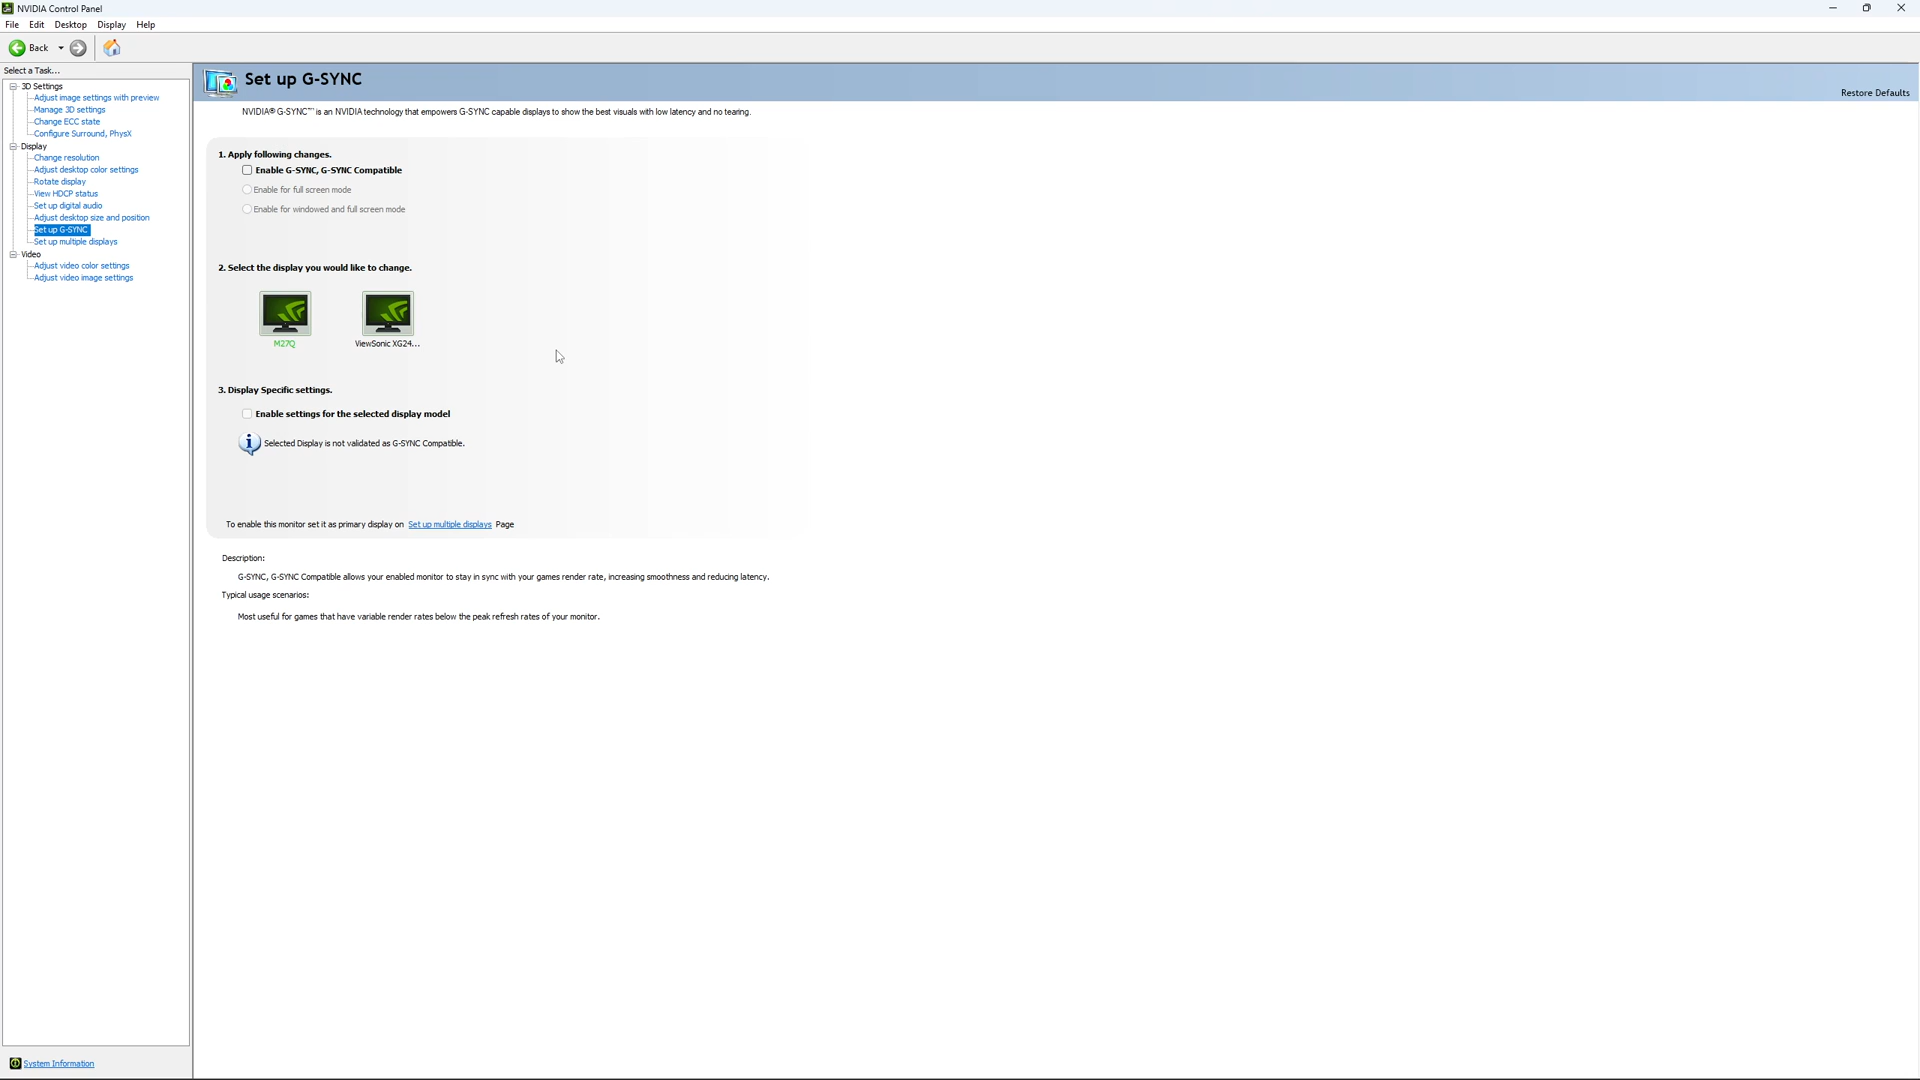 NVIDIA Control Panel
File Edit Desktop Display Help
Back
Select a Task...
3D Settings
Adjust image settings with preview
Manage 3D settings
Change ECC state
Configure Surround, PhysX
Display
Change resolution
Adjust desktop color settings
Rotate display
View HDCP status
Set up digital audio
Adjust desktop size and position
Set up G-SYNC
Set up multiple displays
Video
Adjust video color settings
Adjust video image settings
System Information
Set up G-SYNC
Restore Defaults
NVIDIA® G-SYNC™ is an NVIDIA technology that empowers G-SYNC capable displays to show the best visuals with low latency and no tearing.
1. Apply following changes.
Enable G-SYNC, G-SYNC Compatible
Enable for full screen mode
Enable for windowed and full screen mode
2. Select the display you would like to change.
M27Q ViewSonic XG24...
3. Display Specific settings.
Enable settings for the selected display model
Selected Display is not validated as G-SYNC Compatible.
To enable this monitor set it as primary display on Set up multiple displays Page
Description:
G-SYNC, G-SYNC Compatible allows your enabled monitor to stay in sync with your games render rate, increasing smoothness and reducing latency.
Typical usage scenarios:
Most useful for games that have variable render rates below the peak refresh rates of your monitor.